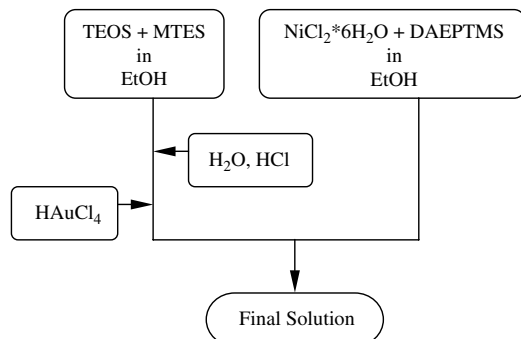 TEOS + MTES
in
EtOH
NiCl₂*6H₂O + DAEPTMS
in
EtOH
H₂O, HCl
HAuCl₄
Final Solution